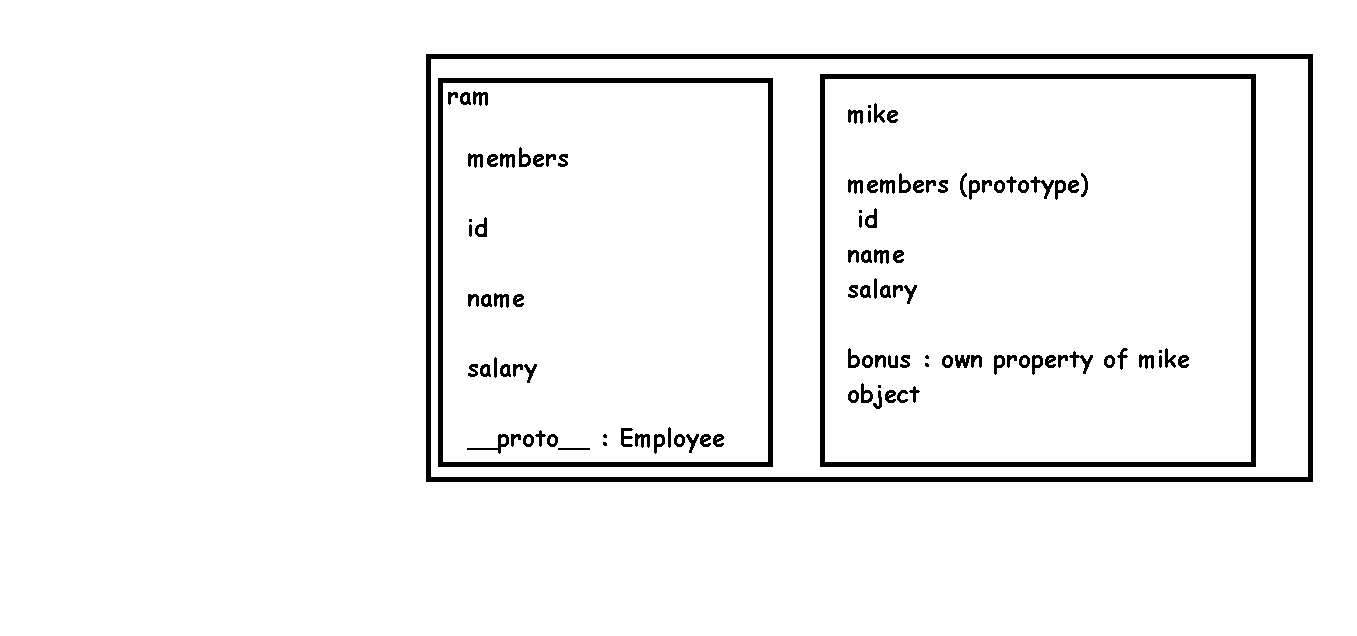 ram
members
id
name
salary
__proto__ : Employee
mike
members (prototype)
id
name
salary
bonus : own property of mike
object